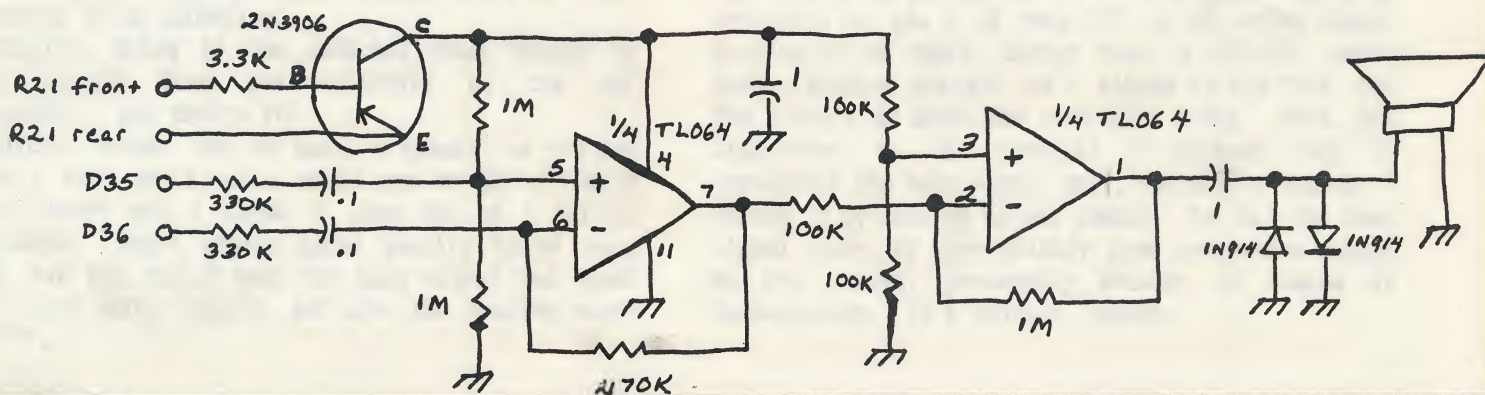 2N3906
C
3.3K
B
R21 front
R21 rear
E
1M
1/4 TL064
4
1
100K
1/4 TL064
D35
330K
.1
5
+
6
-
7
11
D36
330K
.1
100K
3
+
2
-
1
1
1N914
1N914
1M
100K
470K
1M